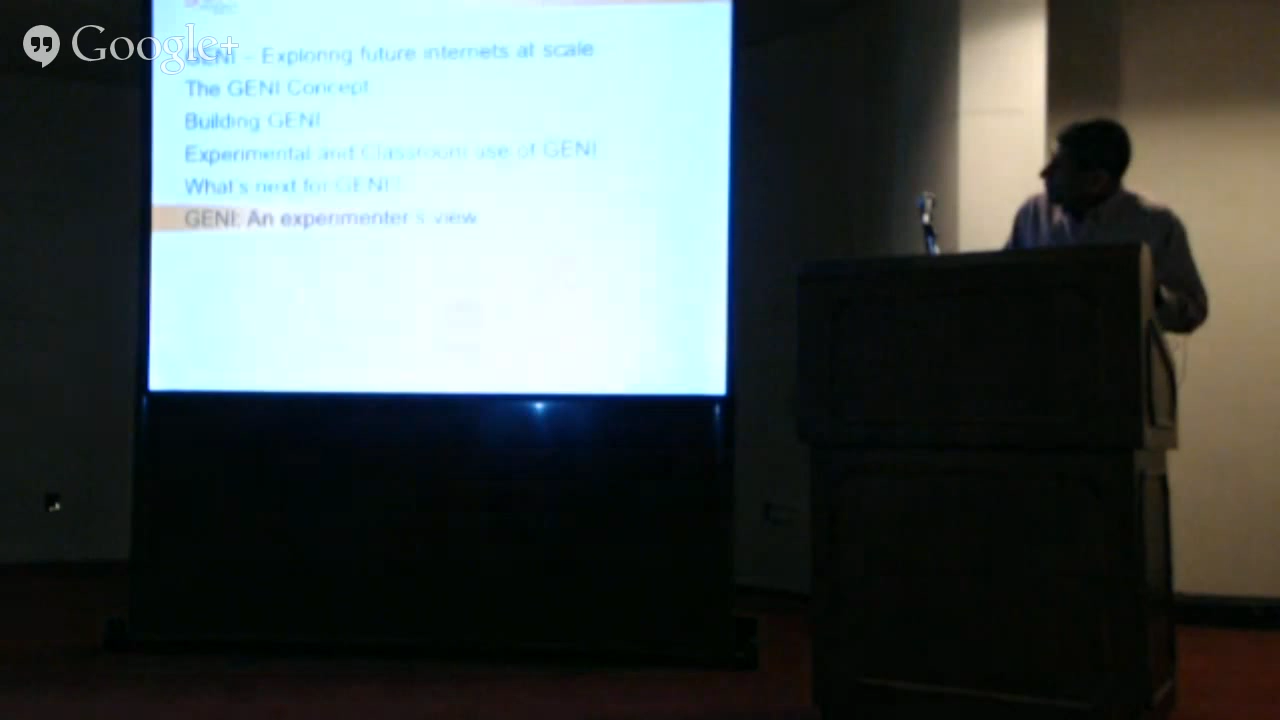 Google+
GENI – Exploring future internets at scale
The GENI Concept
Building GENI
Experimental and Classroom use of GENI
What's next for GENI?
GENI: An experimenter's view